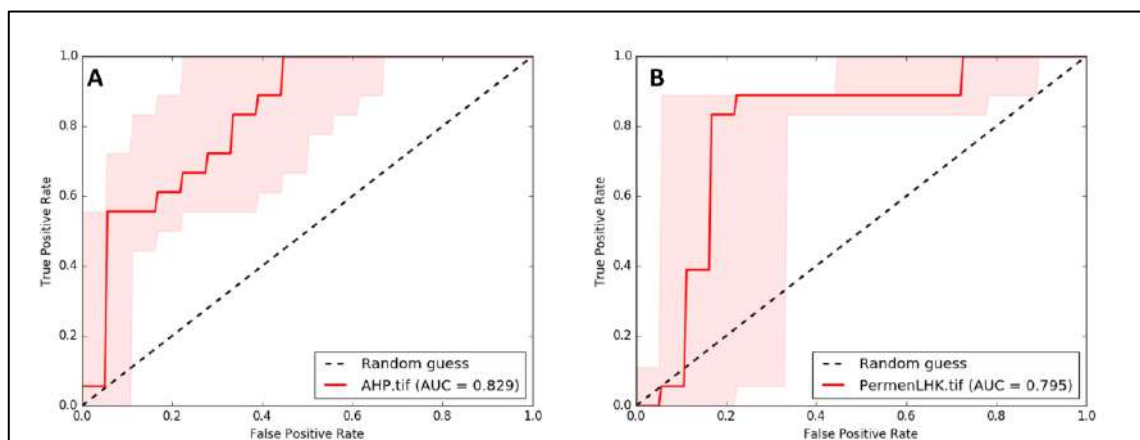 A
1.0
0.8
0.6
0.4
0.2
0.0
True Positive Rate
0.0 0.2 0.4 0.6 0.8 1.0
False Positive Rate
Random guess
AHP.tif (AUC = 0.829)
B
1.0
0.8
0.6
0.4
0.2
0.0
True Positive Rate
0.0 0.2 0.4 0.6 0.8 1.0
False Positive Rate
Random guess
PermenLHK.tif (AUC = 0.795)